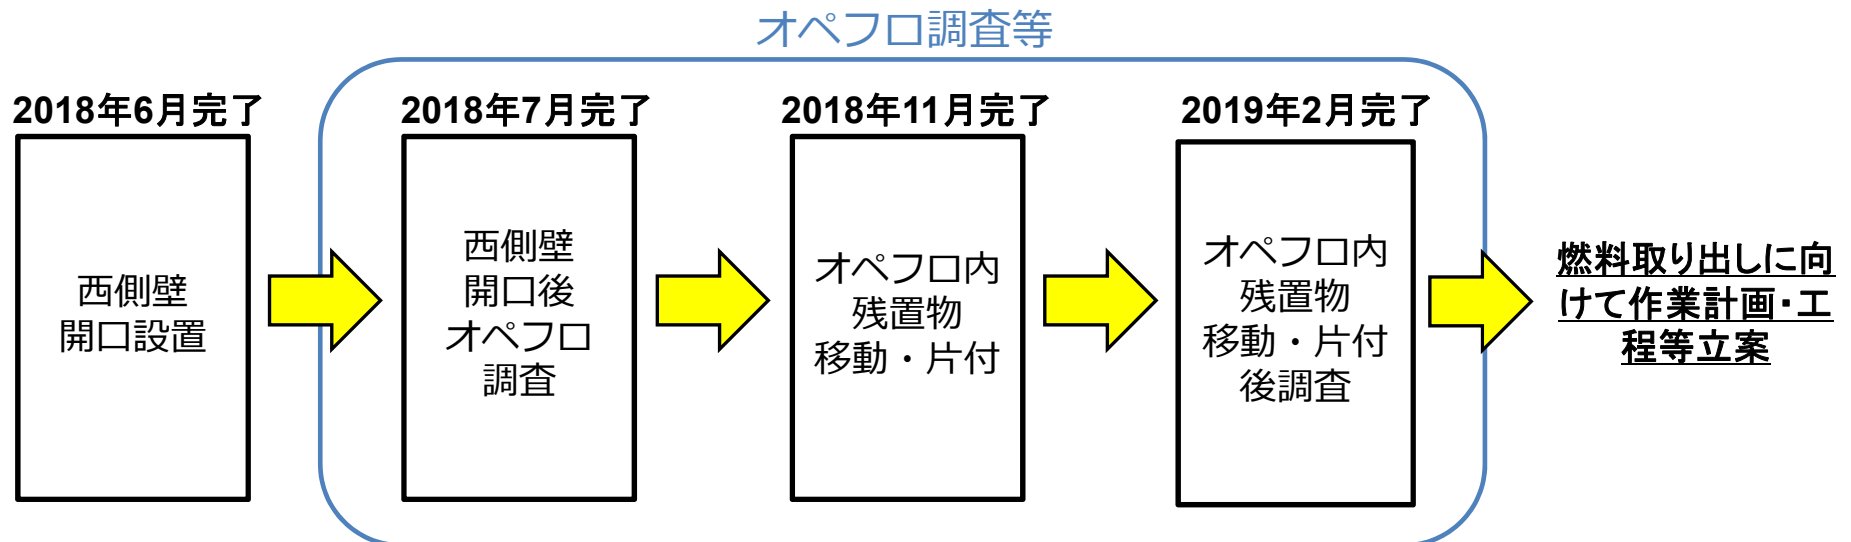 オペフロ調査等
2018年6月完了
西側壁
開口設置
2018年7月完了
西側壁
開口後
オペフロ
調査
2018年11月完了
オペフロ内
残置物
移動・片付
2019年2月完了
オペフロ内
残置物
移動・片付
後調査
燃料取り出しに向
けて作業計画・工
程等立案